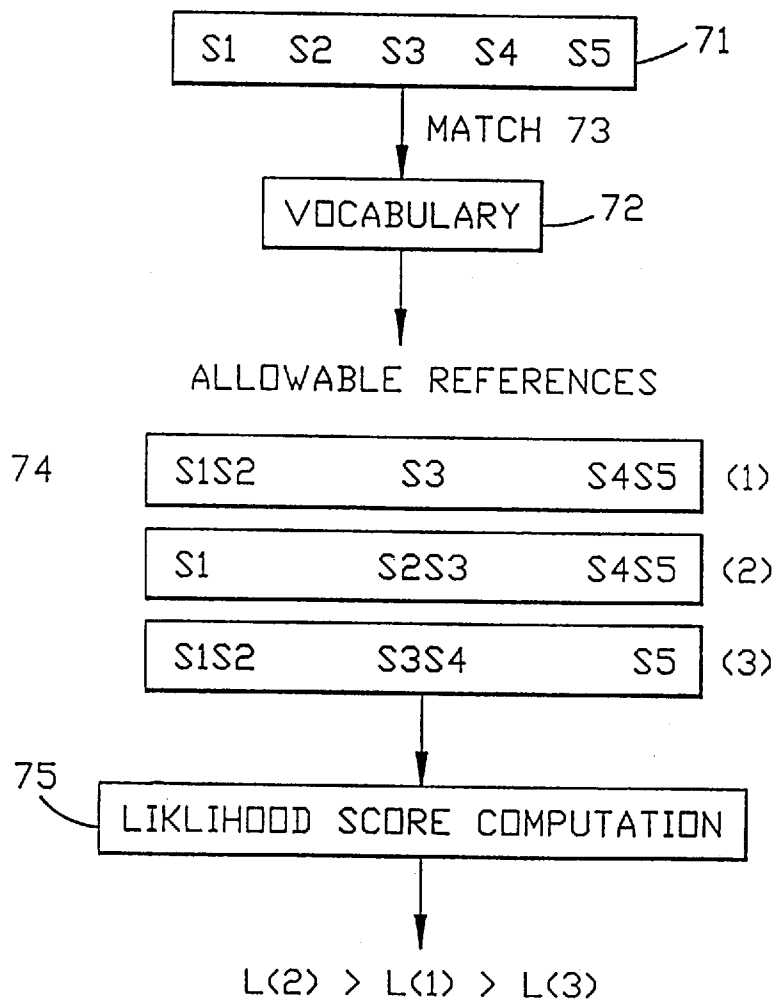 S1 S2 S3 S4 S5 71
MATCH 73
VOCABULARY 72
ALLOWABLE REFERENCES
74 S1S2 S3 S4S5 (1)
S1 S2S3 S4S5 (2)
S1S2 S3S4 S5 (3)
75
LIKLIHOOD SCORE COMPUTATION
L(2) > L(1) > L(3)